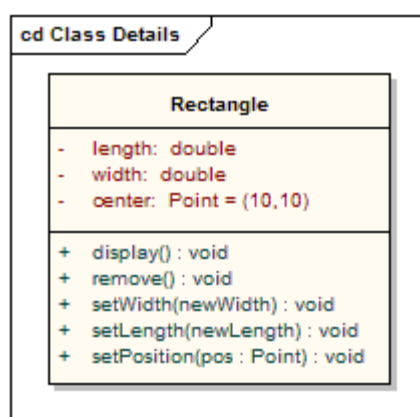 cd Class Details
Rectangle
- length: double
- width: double
- center: Point = (10,10)
+ display() : void
+ remove() : void
+ setWidth(newWidth) : void
+ setLength(newLength) : void
+ setPosition(pos : Point) : void